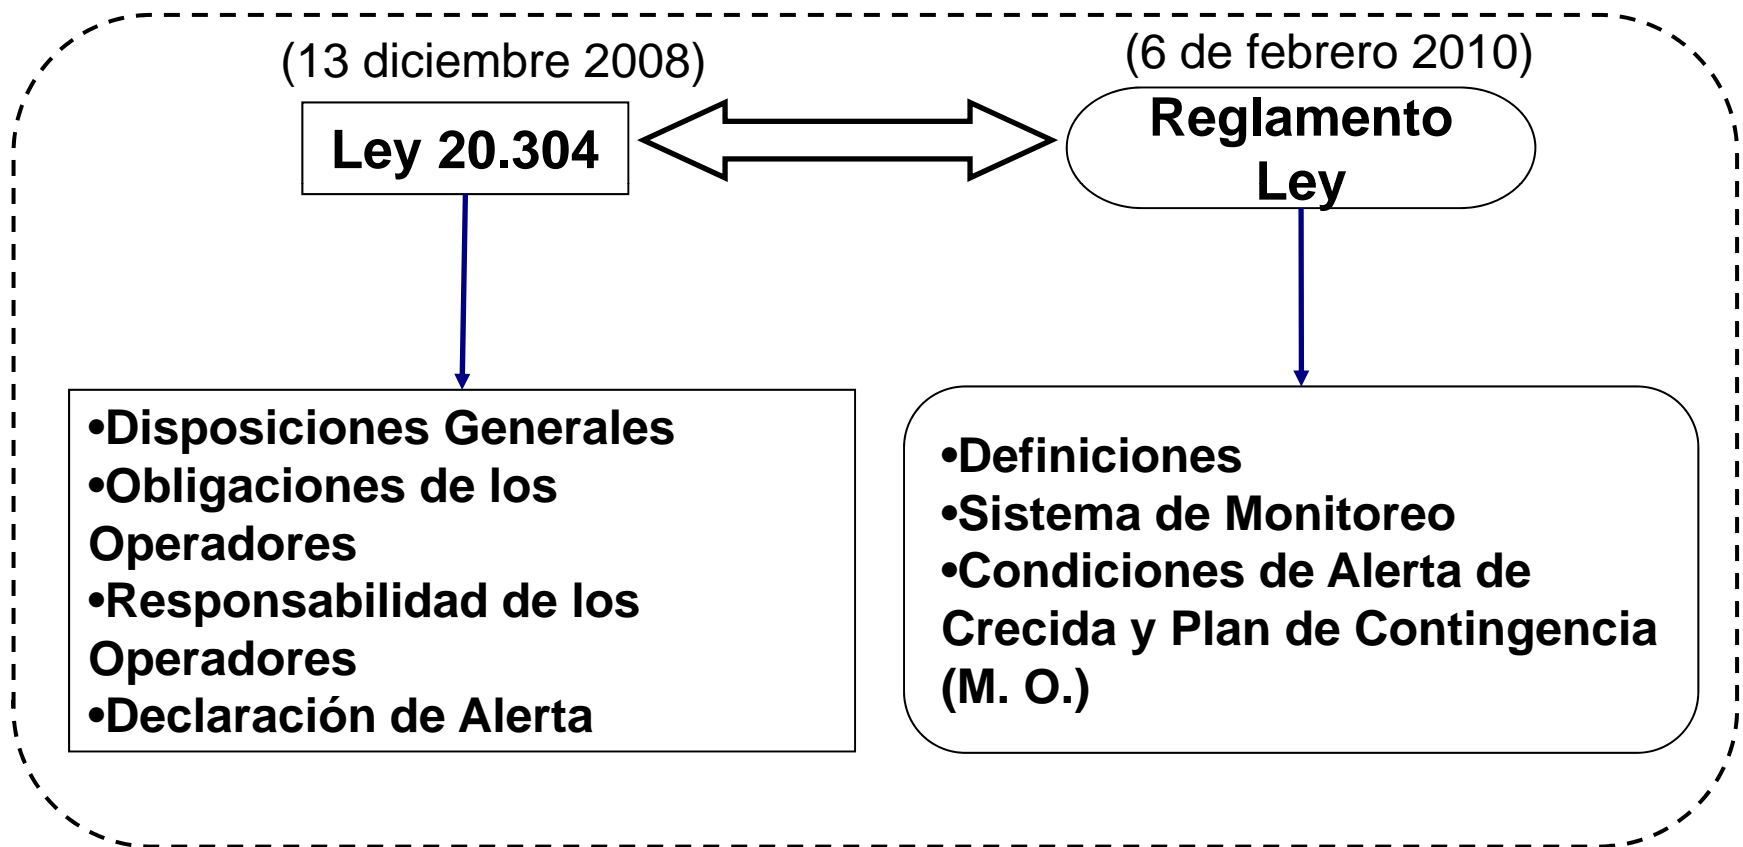 (13 diciembre 2008)
Ley 20.304
(6 de febrero 2010)
Reglamento
Ley
•Disposiciones Generales
•Obligaciones de los
Operadores
•Responsabilidad de los
Operadores
•Declaración de Alerta
•Definiciones
•Sistema de Monitoreo
•Condiciones de Alerta de
Crecida y Plan de Contingencia
(M. O.)